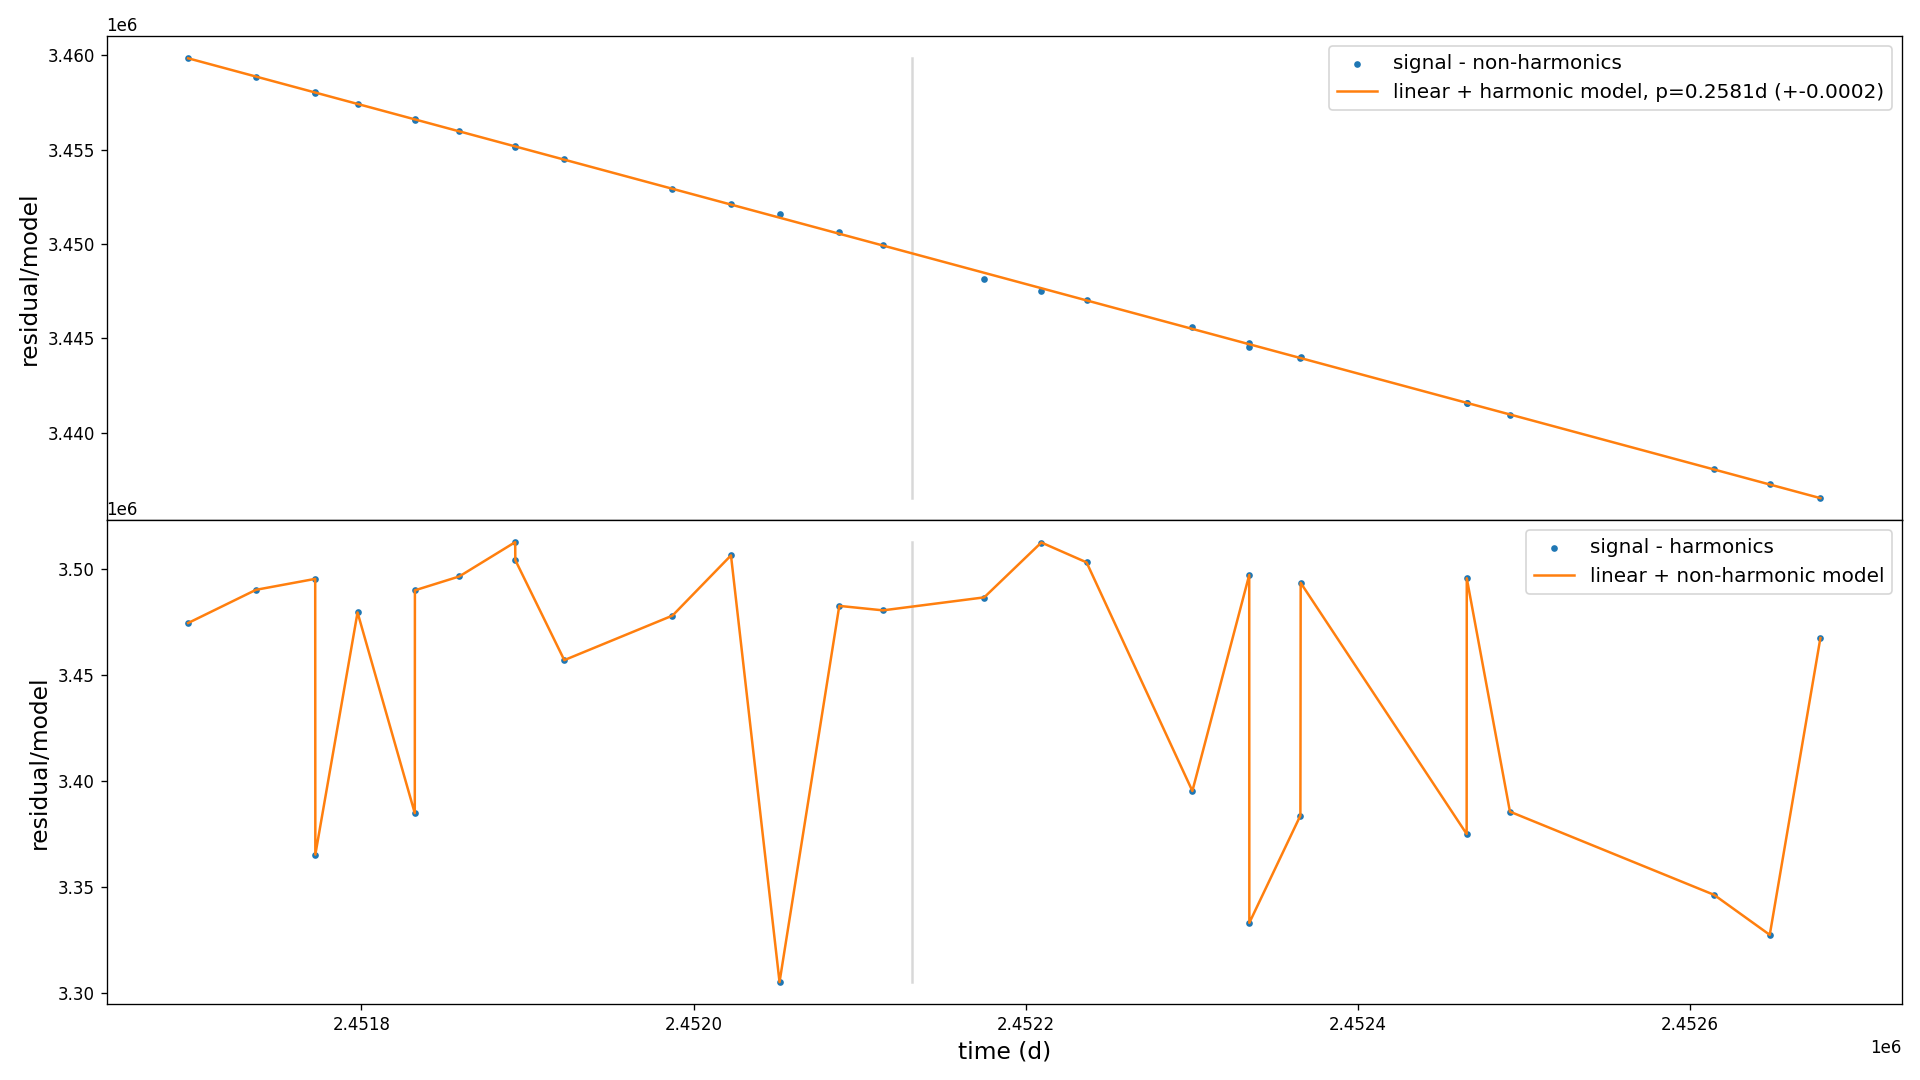 1e6
3.460
3.455
3.450
3.445
3.440
residual/model
signal - non-harmonics
linear + harmonic model, p=0.2581d (+-0.0002)
1e6
3.50
3.45
3.40
3.35
3.30
residual/model
signal - harmonics
linear + non-harmonic model
2.4518
2.4520
2.4522
2.4524
2.4526
time (d)
1e6